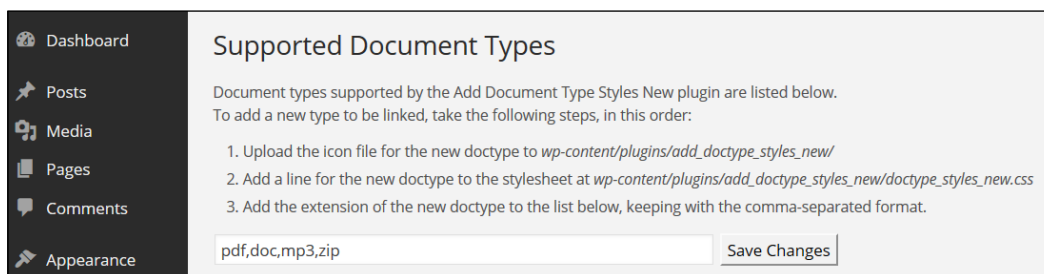 Dashboard
Posts
Media
Pages
Comments
Appearance
Supported Document Types
Document types supported by the Add Document Type Styles New plugin are listed below.
To add a new type to be linked, take the following steps, in this order:
1. Upload the icon file for the new doctype to wp-content/plugins/add_doctype_styles_new/
2. Add a line for the new doctype to the stylesheet at wp-content/plugins/add_doctype_styles_new/doctype_styles_new.css
3. Add the extension of the new doctype to the list below, keeping with the comma-separated format.
pdf,doc,mp3,zip
Save Changes